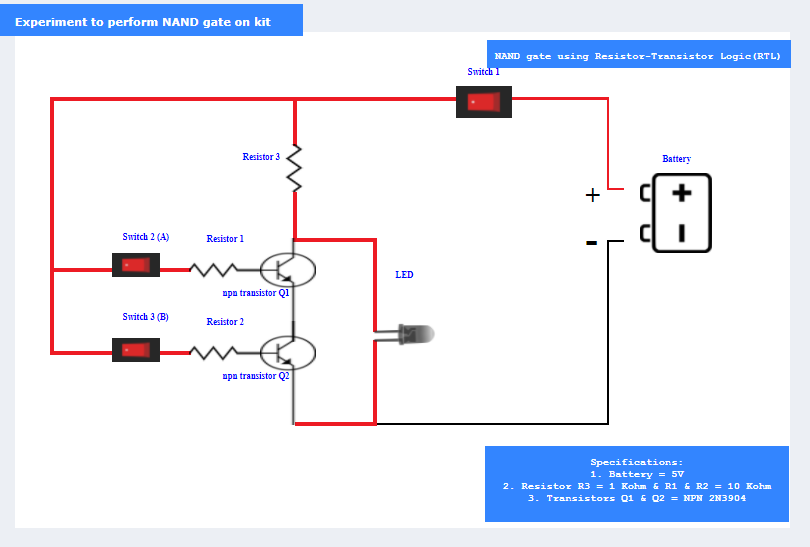 Experiment to perform NAND gate on kit
NAND gate using Resistor-Transistor Logic(RTL)
Switch 1
Resistor 3
Battery
+
-
Switch 2 (A)
Resistor 1
npn transistor Q1
LED
Switch 3 (B)
Resistor 2
npn transistor Q2
Specifications:
1. Battery = 5V
2. Resistor R3 = 1 Kohm & R1 & R2 = 10 Kohm
3. Transistors Q1 & Q2 = NPN 2N3904